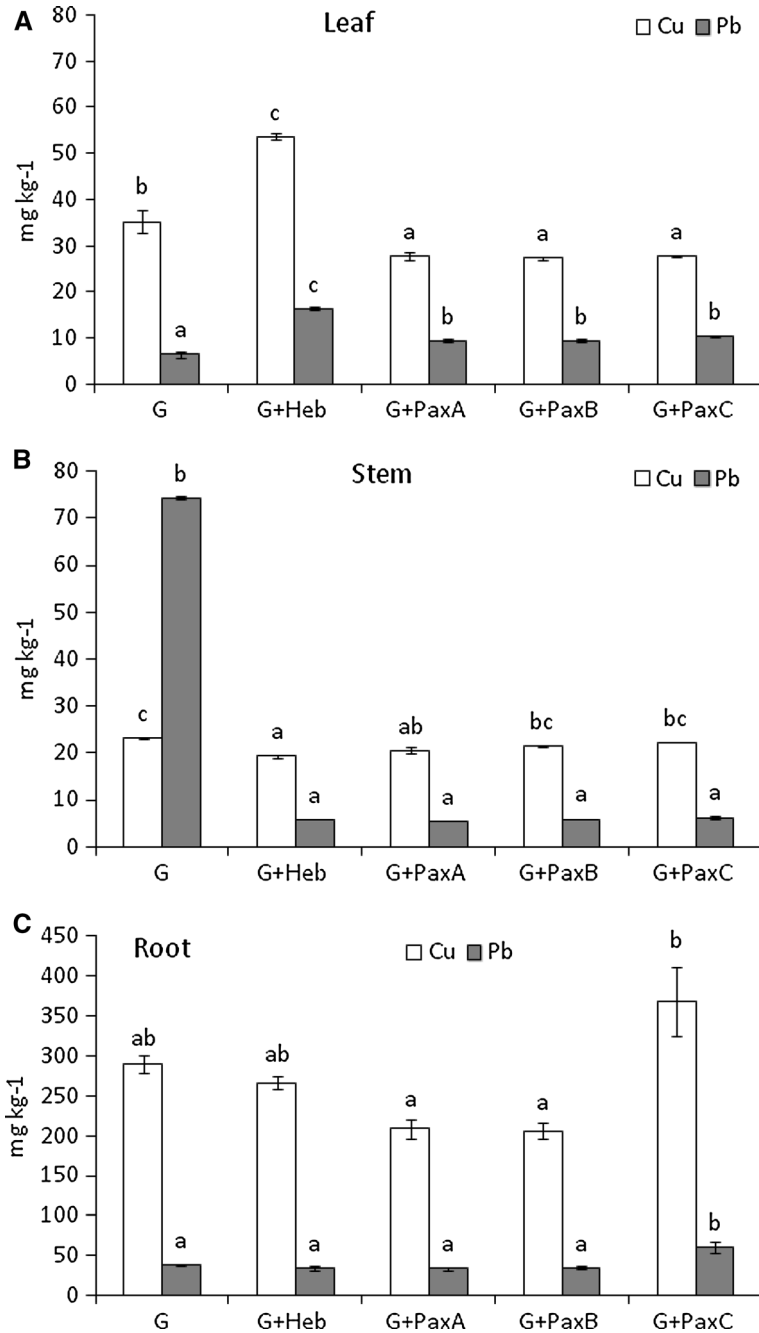 A
Leaf
Cu Pb
80
70
60
50
40
30
20
10
0
mg kg-1
b
a
c
c
a
b
a
b
a
b
G G+Heb G+PaxA G+PaxB G+PaxC
B
Stem
Cu Pb
80
70
60
50
40
30
20
10
0
mg kg-1
c
b
a
a
ab
a
bc
a
bc
a
G G+Heb G+PaxA G+PaxB G+PaxC
C
Root
Cu Pb
450
400
350
300
250
200
150
100
50
0
mg kg-1
ab
a
ab
a
a
a
a
a
b
b
G G+Heb G+PaxA G+PaxB G+PaxC